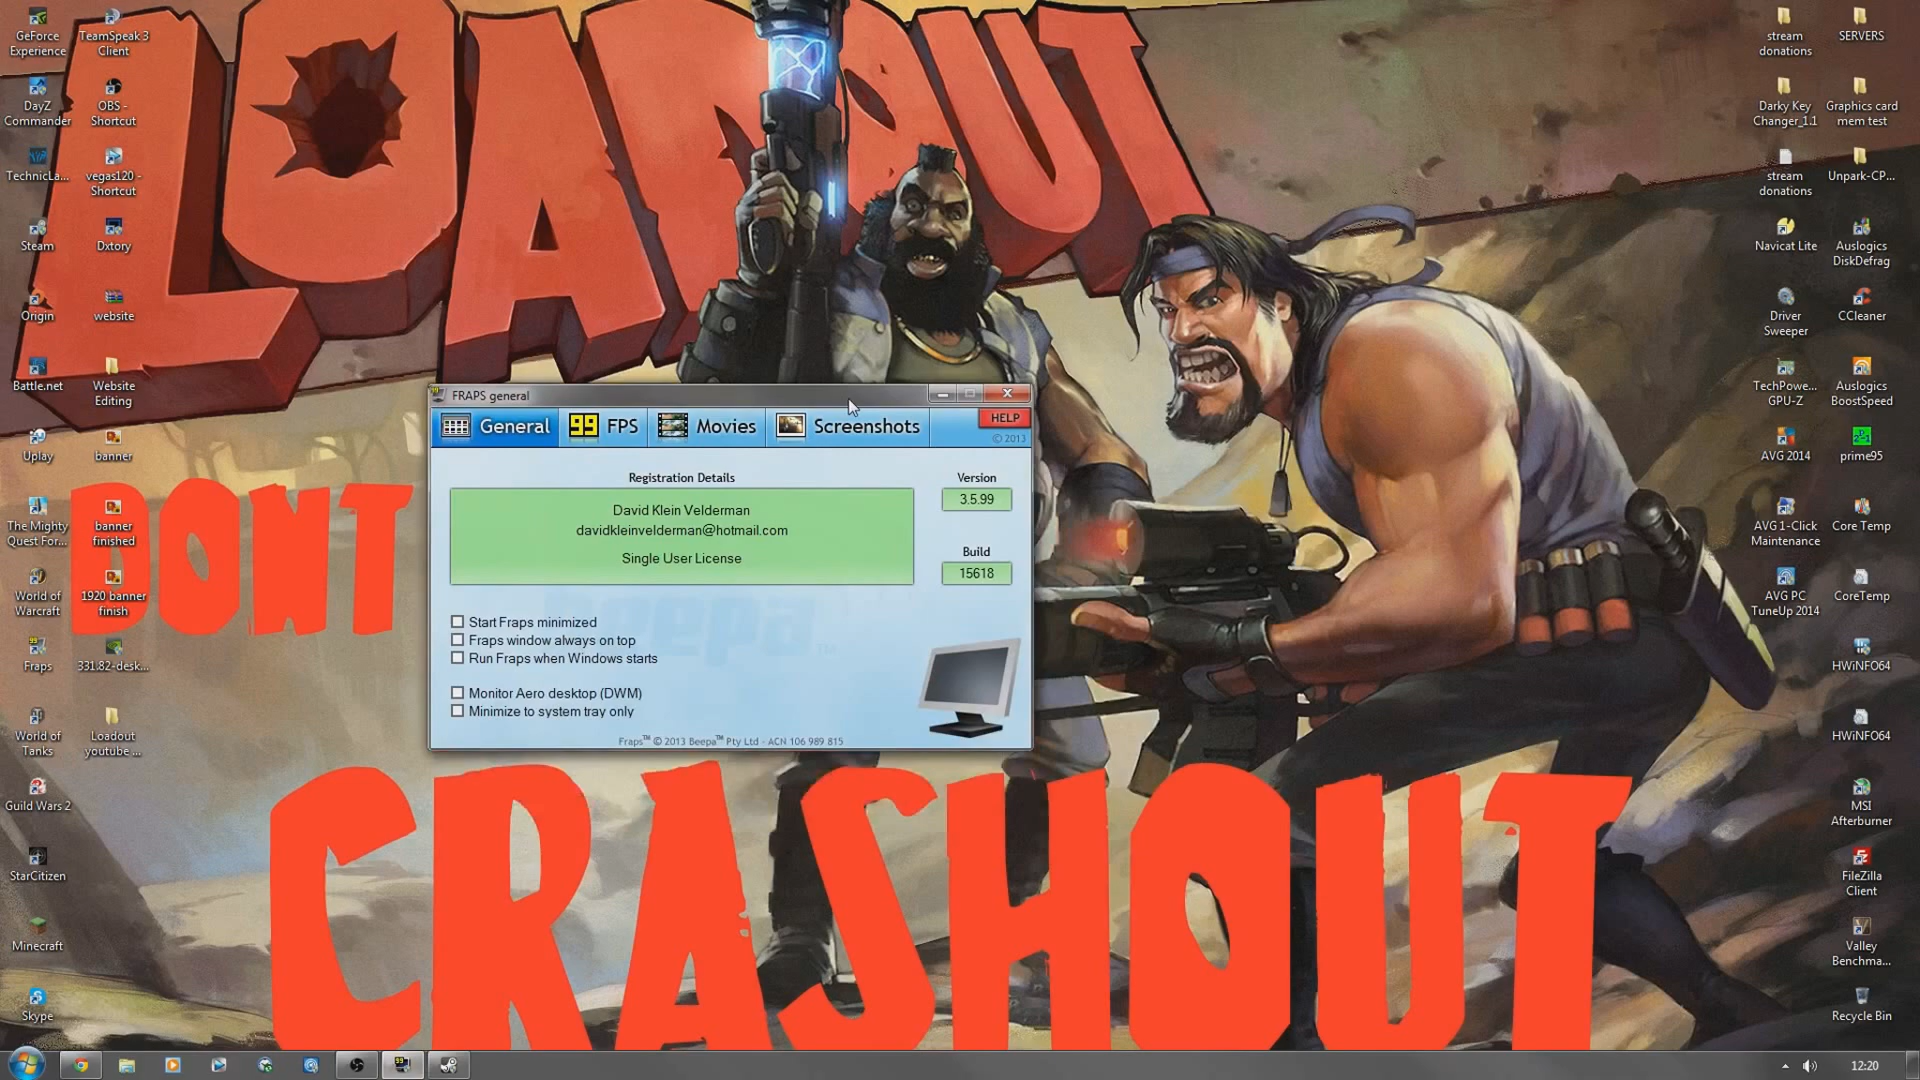 LOADOUT
DONT
CRASHOUT
GeForce
Experience
TeamSpeak 3
Client
DayZ
Commander
OBS -
Shortcut
TechnicLa...
vegas120 -
Shortcut
Steam
Dxtory
Origin
website
Battle.net
Website
Editing
Uplay
banner
The Mighty
Quest For...
banner
finished
World of
Warcraft
1920 banner
finish
Fraps
331.82-desk...
World of
Tanks
Loadout
youtube ...
Guild Wars 2
StarCitizen
Minecraft
Skype
FRAPS general
General
99 FPS
Movies
Screenshots
HELP
© 2013
Registration Details
David Klein Velderman
davidkleinvelderman@hotmail.com
Single User License
Version
3.5.99
Build
15618
beepa™
Start Fraps minimized
Fraps window always on top
Run Fraps when Windows starts
Monitor Aero desktop (DWM)
Minimize to system tray only
Fraps™ © 2013 Beepa™ Pty Ltd - ACN 106 989 815
stream
donations
SERVERS
Darky Key
Changer_1.1
Graphics card
mem test
stream
donations
Unpark-CP...
Navicat Lite
Auslogics
DiskDefrag
Driver
Sweeper
CCleaner
TechPowe...
GPU-Z
Auslogics
BoostSpeed
AVG 2014
prime95
AVG 1-Click
Maintenance
Core Temp
AVG PC
TuneUp 2014
CoreTemp
HWiNFO64
HWiNFO64
MSI
Afterburner
FileZilla
Client
Valley
Benchma...
Recycle Bin
12:20